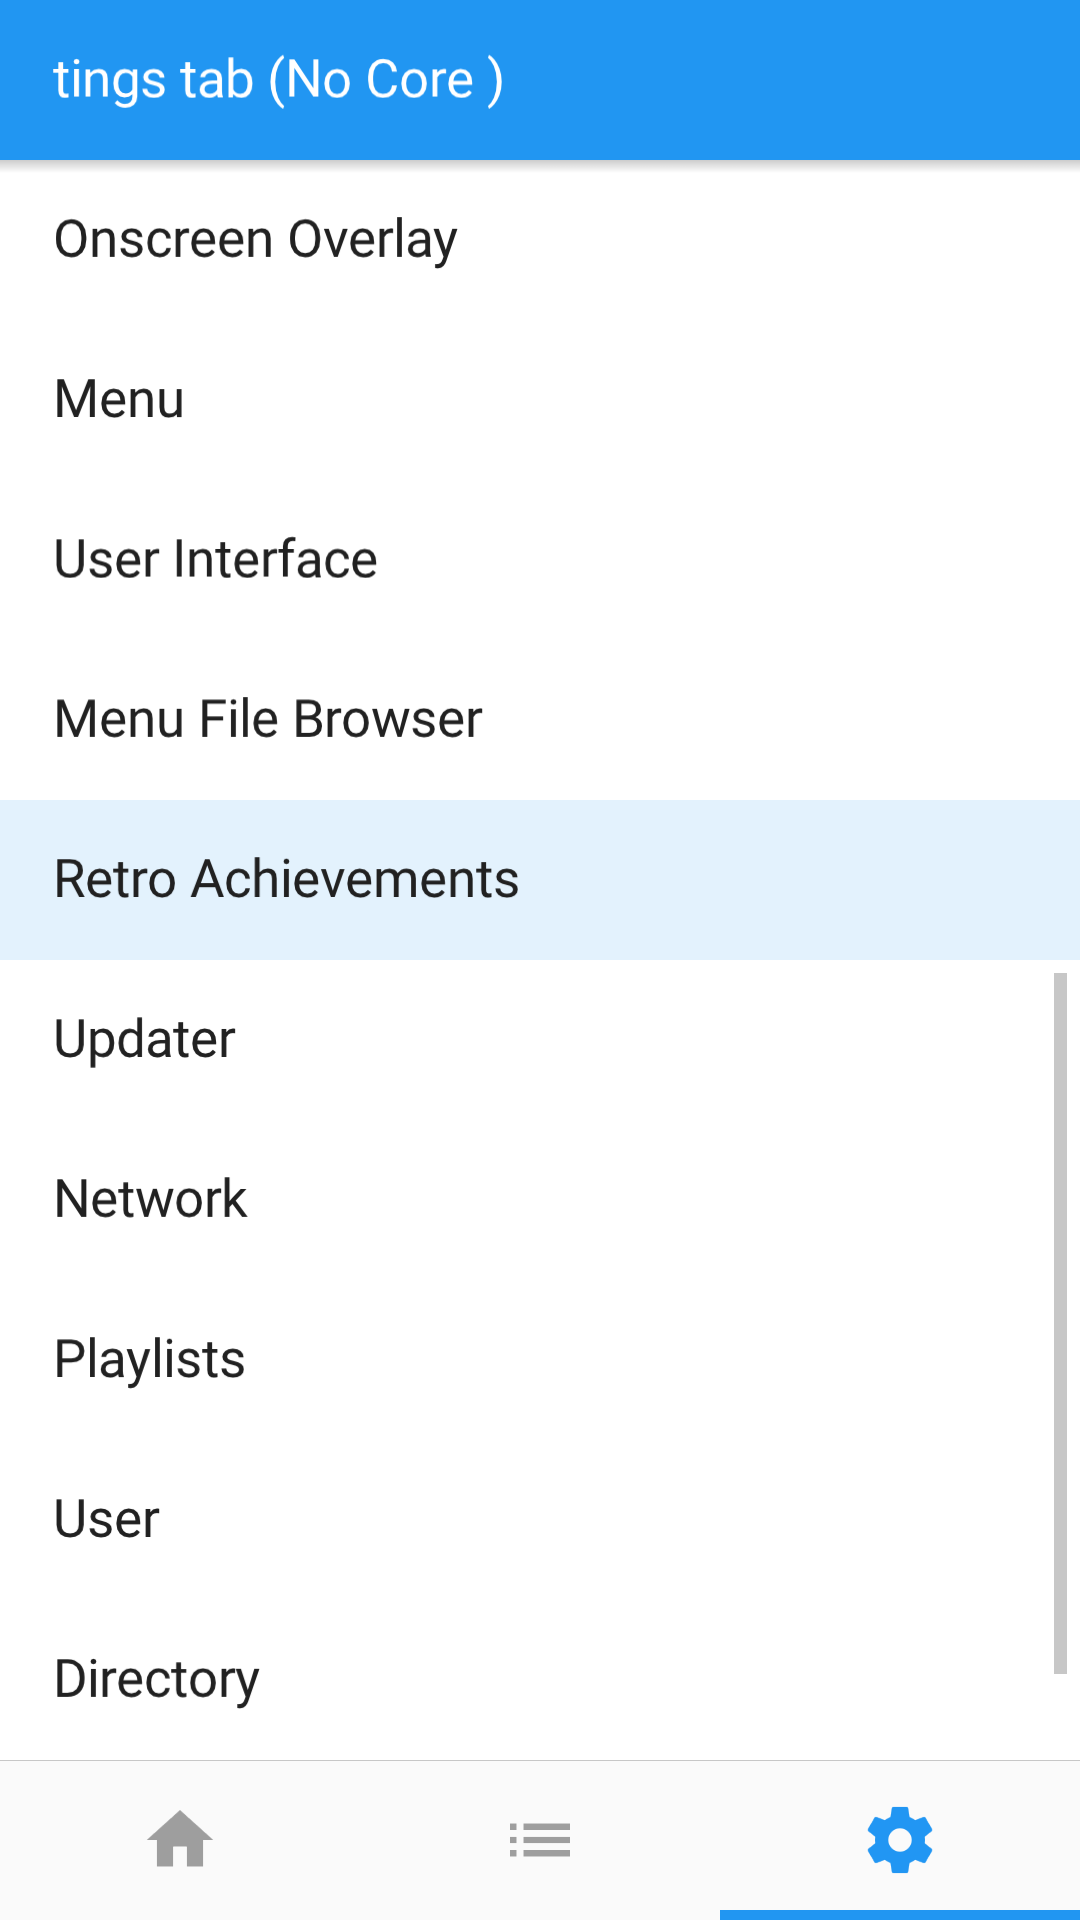 tings tab (No Core )
Onscreen Overlay
Menu
User Interface
Menu File Browser
Retro Achievements
Updater
Network
Playlists
User
Directory